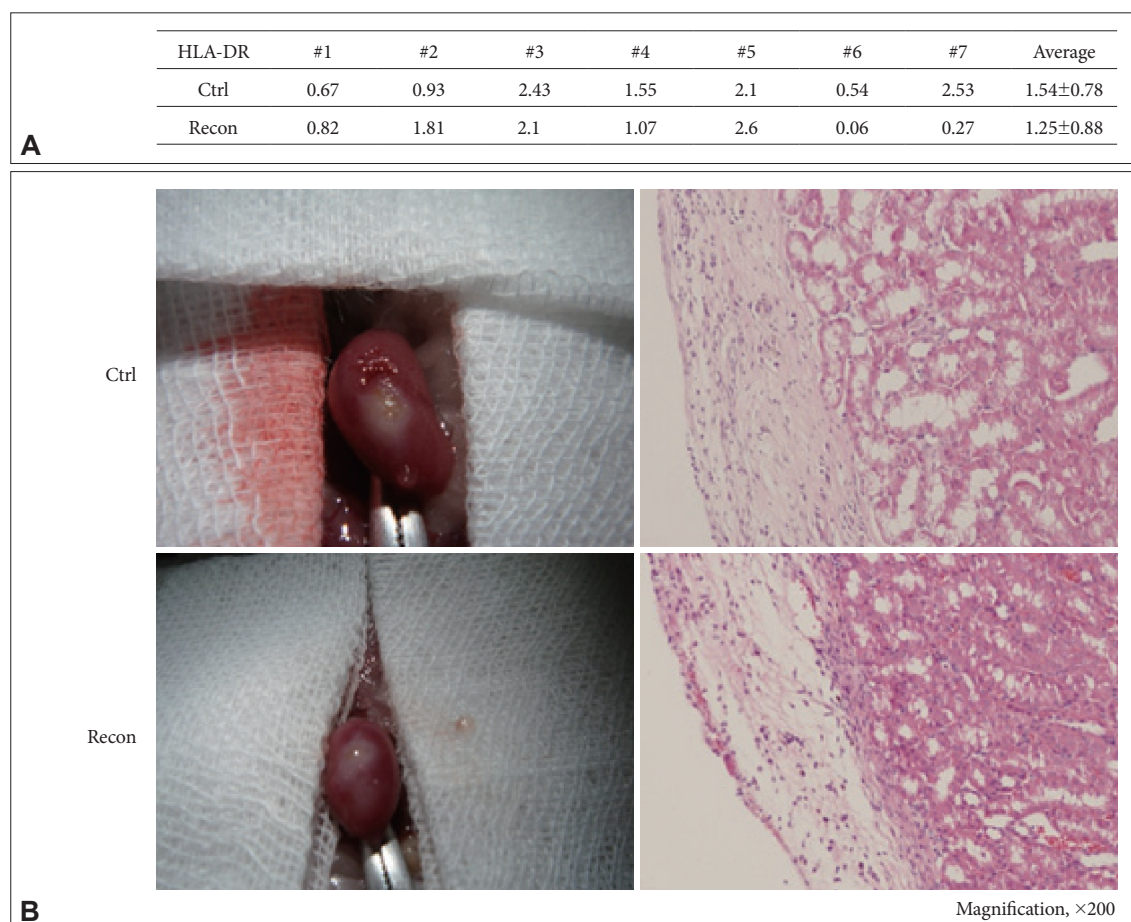 HLA-DR #1 #2 #3 #4 #5 #6 #7 Average
Ctrl 0.67 0.93 2.43 1.55 2.1 0.54 2.53 1.54±0.78
Recon 0.82 1.81 2.1 1.07 2.6 0.06 0.27 1.25±0.88
A
Ctrl
Recon
B
Magnification, ×200